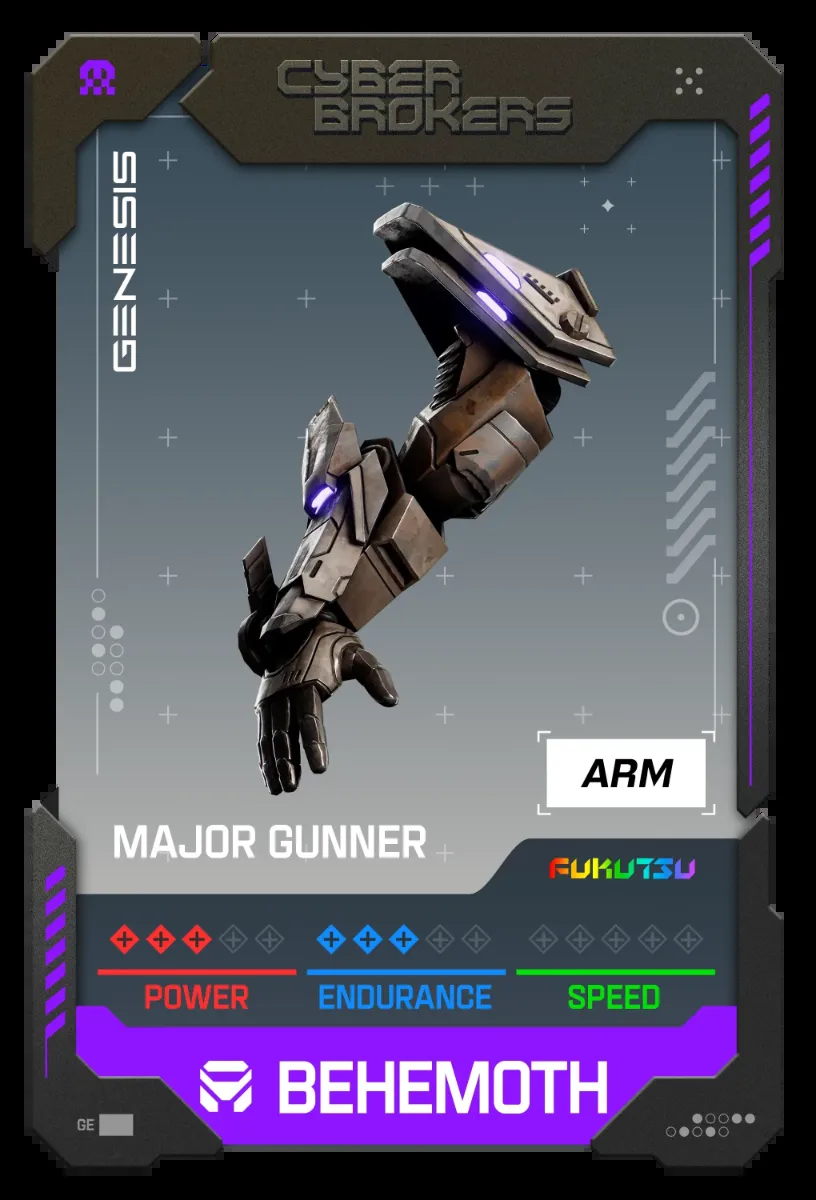 CYBER
BROKERS
GENESIS
ARM
MAJOR GUNNER
FUKUTSU
POWER
ENDURANCE
SPEED
BEHEMOTH
GE